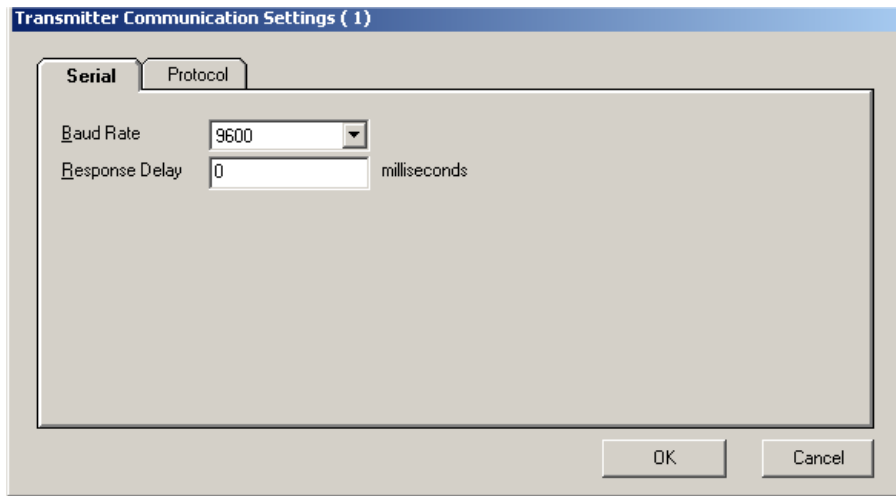 Transmitter Communication Settings ( 1)
Serial Protocol
Baud Rate 9600
Response Delay 0 milliseconds
OK Cancel